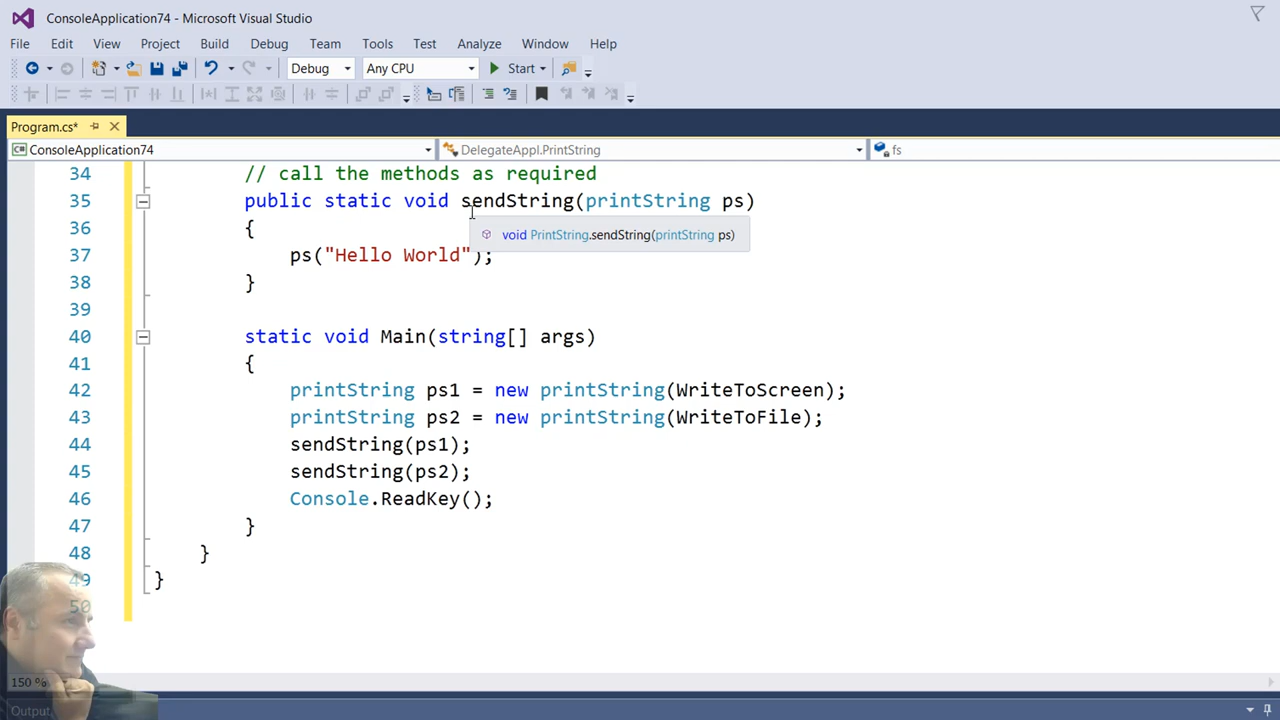 ConsoleApplication74 - Microsoft Visual Studio
File Edit View Project Build Debug Team Tools Test Analyze Window Help
Debug Any CPU Start
Program.cs*
ConsoleApplication74 DelegateAppl.PrintString fs
34 // call the methods as required
35 public static void sendString(printString ps)
36 {
void PrintString.sendString(printString ps)
37 ps("Hello World");
38 }
39
40 static void Main(string[] args)
41 {
42 printString ps1 = new printString(WriteToScreen);
43 printString ps2 = new printString(WriteToFile);
44 sendString(ps1);
45 sendString(ps2);
46 Console.ReadKey();
47 }
48 }
49 }
50
150 %
Output